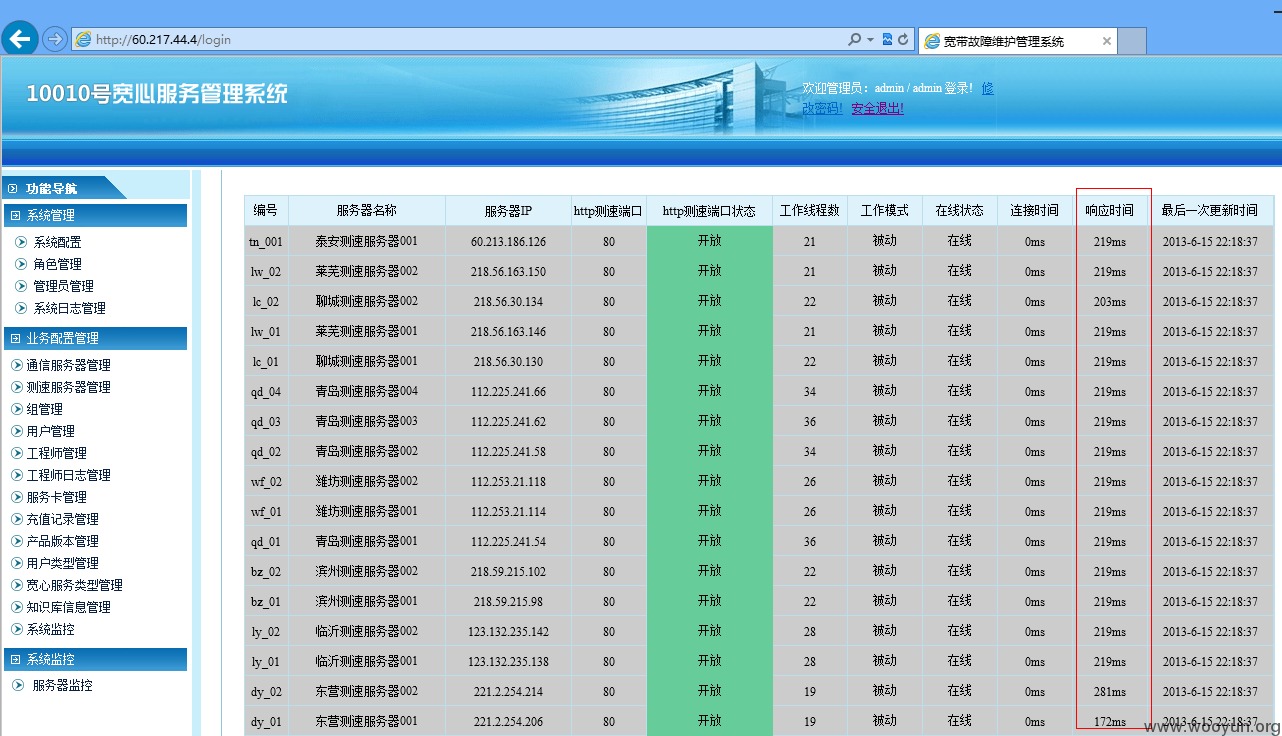 http://60.217.44.4/login
宽带故障维护管理系统
10010号宽心服务管理系统
欢迎管理员：admin / admin 登录！ 修
改密码! 安全退出!
功能导航
系统管理
系统配置
角色管理
管理员管理
系统日志管理
业务配置管理
通信服务器管理
测速服务器管理
组管理
用户管理
工程师管理
工程师日志管理
服务卡管理
充值记录管理
产品版本管理
用户类型管理
宽心服务类型管理
知识库信息管理
系统监控
系统监控
服务器监控
编号 服务器名称 服务器IP http测速端口 http测速端口状态 工作线程数 工作模式 在线状态 连接时间 响应时间 最后一次更新时间
tn_001 泰安测速服务器001 60.213.186.126 80 开放 21 被动 在线 0ms 219ms 2013-6-15 22:18:37
lw_02 莱芜测速服务器002 218.56.163.150 80 开放 21 被动 在线 0ms 219ms 2013-6-15 22:18:37
lc_02 聊城测速服务器002 218.56.30.134 80 开放 22 被动 在线 0ms 203ms 2013-6-15 22:18:37
lw_01 莱芜测速服务器001 218.56.163.146 80 开放 21 被动 在线 0ms 219ms 2013-6-15 22:18:37
lc_01 聊城测速服务器001 218.56.30.130 80 开放 22 被动 在线 0ms 219ms 2013-6-15 22:18:37
qd_04 青岛测速服务器004 112.225.241.66 80 开放 34 被动 在线 0ms 219ms 2013-6-15 22:18:37
qd_03 青岛测速服务器003 112.225.241.62 80 开放 36 被动 在线 0ms 219ms 2013-6-15 22:18:37
qd_02 青岛测速服务器002 112.225.241.58 80 开放 34 被动 在线 0ms 219ms 2013-6-15 22:18:37
wf_02 潍坊测速服务器002 112.253.21.118 80 开放 26 被动 在线 0ms 219ms 2013-6-15 22:18:37
wf_01 潍坊测速服务器001 112.253.21.114 80 开放 26 被动 在线 0ms 219ms 2013-6-15 22:18:37
qd_01 青岛测速服务器001 112.225.241.54 80 开放 36 被动 在线 0ms 219ms 2013-6-15 22:18:37
bz_02 滨州测速服务器002 218.59.215.102 80 开放 22 被动 在线 0ms 219ms 2013-6-15 22:18:37
bz_01 滨州测速服务器001 218.59.215.98 80 开放 22 被动 在线 0ms 219ms 2013-6-15 22:18:37
ly_02 临沂测速服务器002 123.132.235.142 80 开放 28 被动 在线 0ms 219ms 2013-6-15 22:18:37
ly_01 临沂测速服务器001 123.132.235.138 80 开放 28 被动 在线 0ms 219ms 2013-6-15 22:18:37
dy_02 东营测速服务器002 221.2.254.214 80 开放 19 被动 在线 0ms 281ms 2013-6-15 22:18:37
dy_01 东营测速服务器001 221.2.254.206 80 开放 19 被动 在线 0ms 172ms 2013-6-15 22:18:37
www.wooyun.org